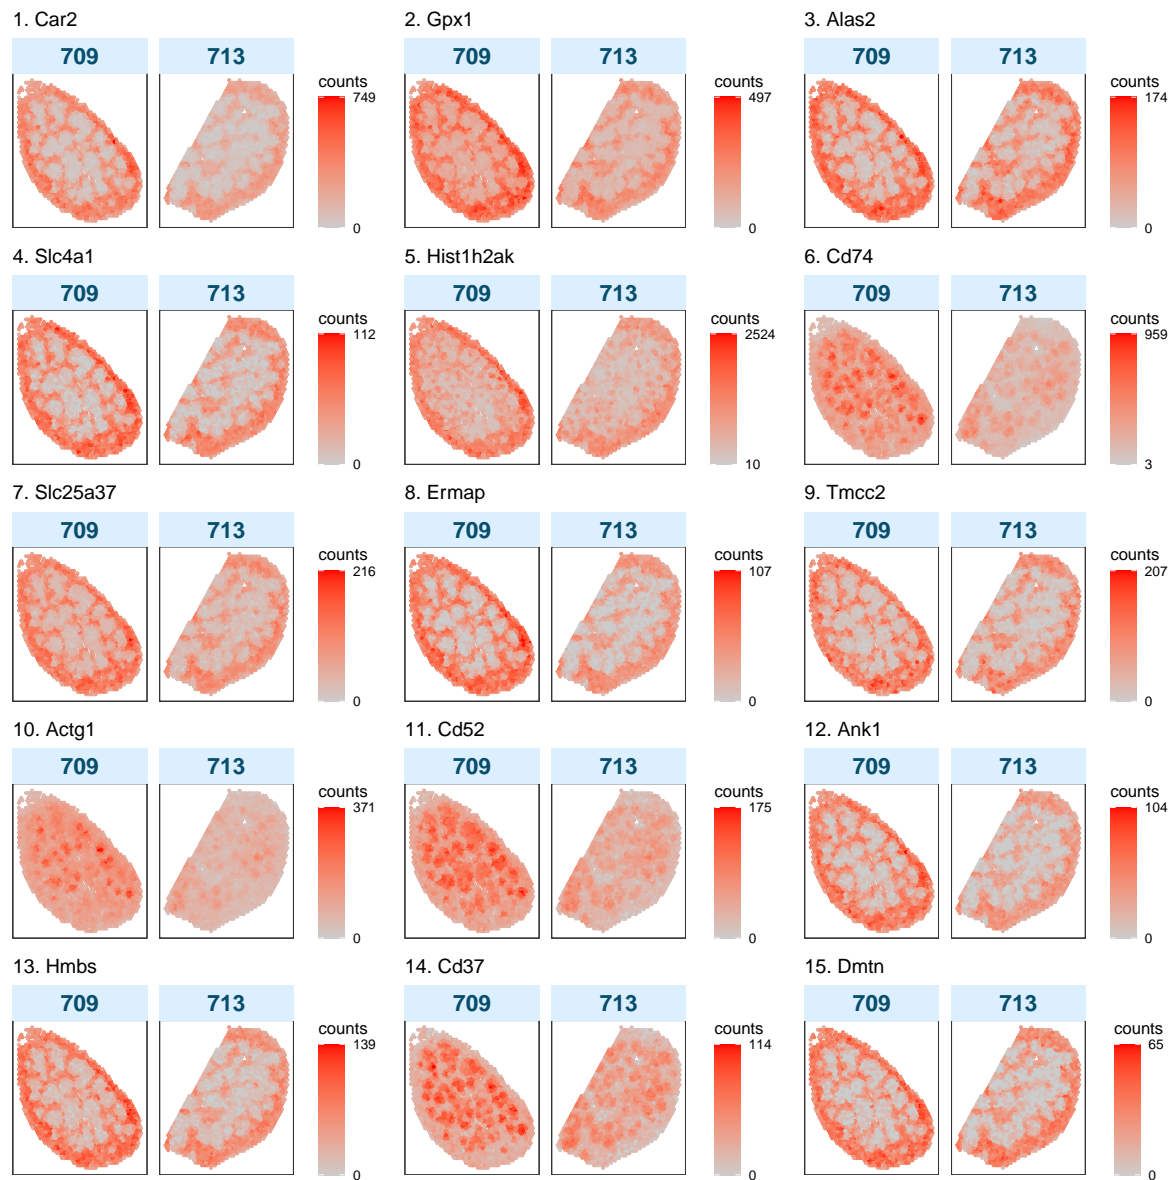 1. Car2
2. Gpx1
3. Alas2
709 713 counts 749 0
709 713 counts 497 0
709 713 counts 174 0
4. Slc4a1
5. Hist1h2ak
6. Cd74
709 713 counts 112 0
709 713 counts 2524 10
709 713 counts 959 3
7. Slc25a37
8. Ermap
9. Tmcc2
709 713 counts 216 0
709 713 counts 107 0
709 713 counts 207 0
10. Actg1
11. Cd52
12. Ank1
709 713 counts 371 0
709 713 counts 175 0
709 713 counts 104 0
13. Hmbs
14. Cd37
15. Dmtn
709 713 counts 139 0
709 713 counts 114 0
709 713 counts 65 0